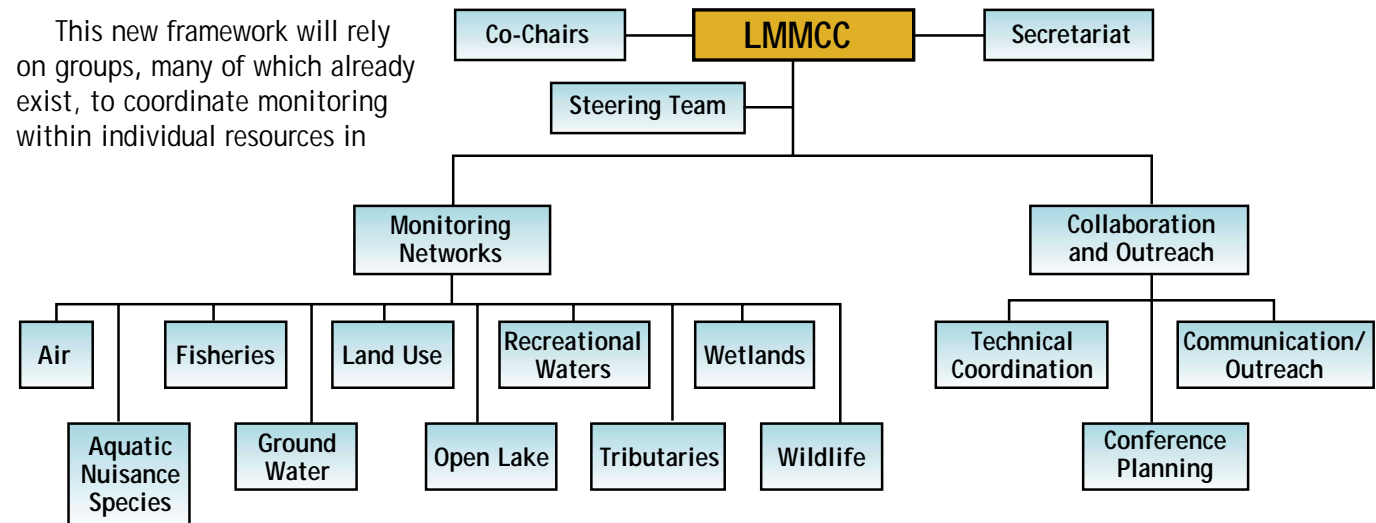 This new framework will rely
on groups, many of which already
exist, to coordinate monitoring
within individual resources in
Co-Chairs
LMMCC
Secretariat
Steering Team
Monitoring
Networks
Collaboration
and Outreach
Air
Fisheries
Land Use
Recreational
Waters
Wetlands
Aquatic
Nuisance
Species
Ground
Water
Open Lake
Tributaries
Wildlife
Technical
Coordination
Communication/
Outreach
Conference
Planning